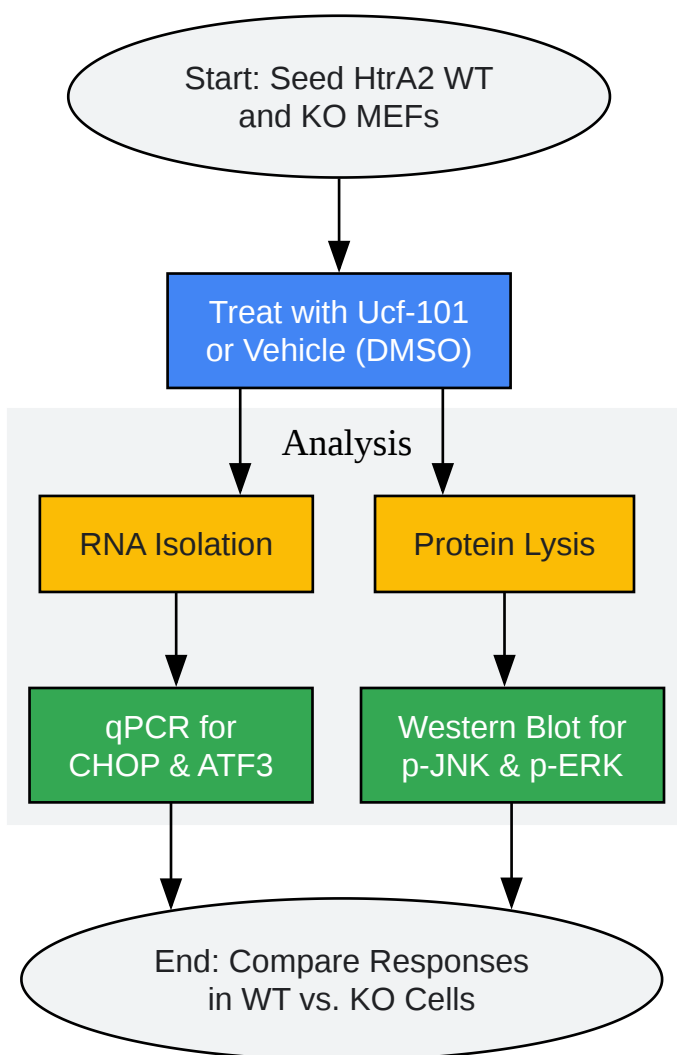 Start: Seed HtrA2 WT
and KO MEFs
Treat with Ucf-101
or Vehicle (DMSO)
Analysis
RNA Isolation
Protein Lysis
qPCR for
CHOP & ATF3
Western Blot for
p-JNK & p-ERK
End: Compare Responses
in WT vs. KO Cells